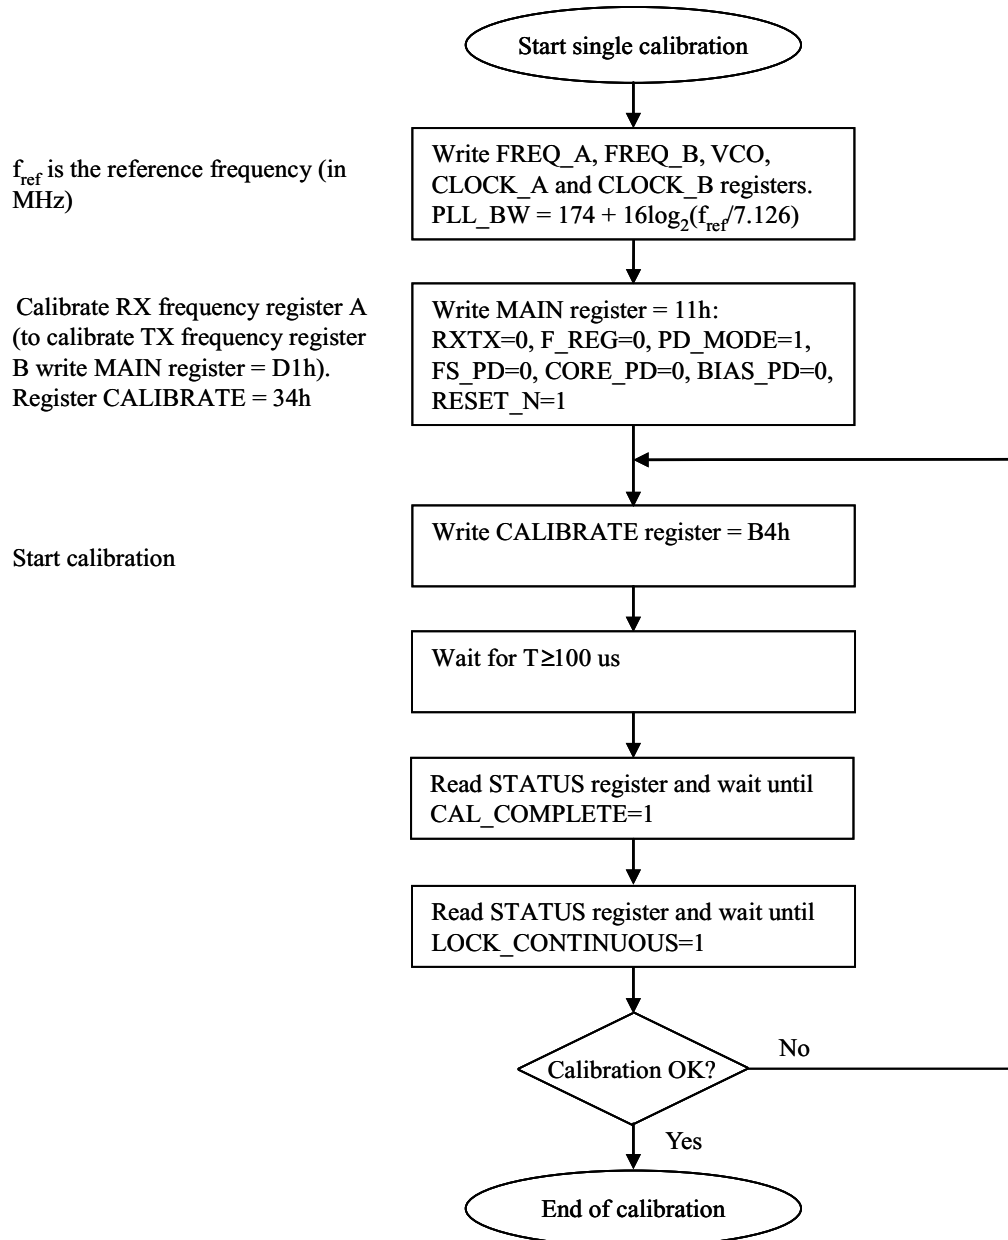 Start single calibration
f_ref is the reference frequency (in
MHz)
Write FREQ_A, FREQ_B, VCO,
CLOCK_A and CLOCK_B registers.
PLL_BW = 174 + 16log₂(f_ref/7.126)
Calibrate RX frequency register A
(to calibrate TX frequency register
B write MAIN register = D1h).
Register CALIBRATE = 34h
Write MAIN register = 11h:
RXTX=0, F_REG=0, PD_MODE=1,
FS_PD=0, CORE_PD=0, BIAS_PD=0,
RESET_N=1
Start calibration
Write CALIBRATE register = B4h
Wait for T≥100 us
Read STATUS register and wait until
CAL_COMPLETE=1
Read STATUS register and wait until
LOCK_CONTINUOUS=1
Calibration OK?
No
Yes
End of calibration